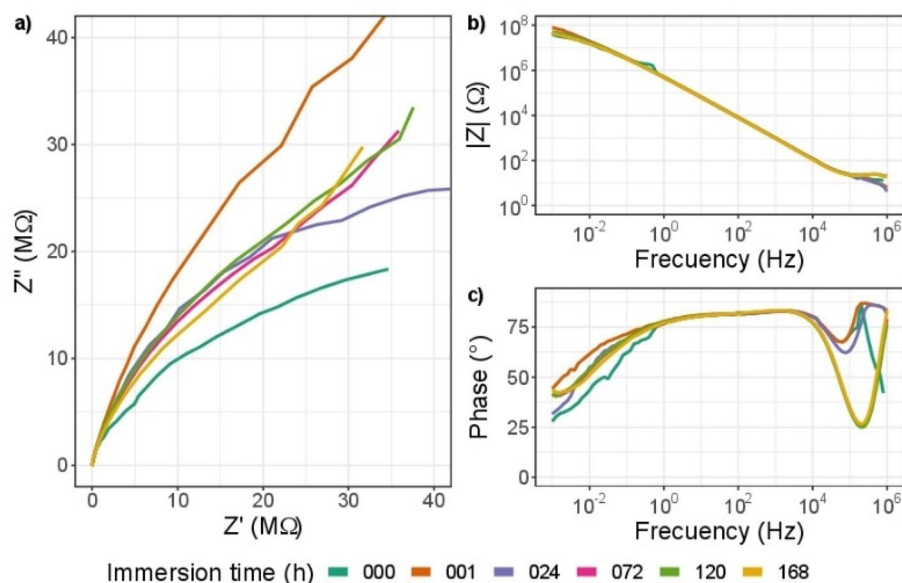 a)
40
30
20
10
0
Z'' (MΩ)
0 10 20 30 40
Z' (MΩ)
b)
10^8
10^6
10^4
10^2
10^0
|Z| (Ω)
10^-2 10^0 10^2 10^4 10^6
Frecuency (Hz)
c)
75
50
25
0
Phase (°)
10^-2 10^0 10^2 10^4 10^6
Frecuency (Hz)
Immersion time (h) 000 001 024 072 120 168